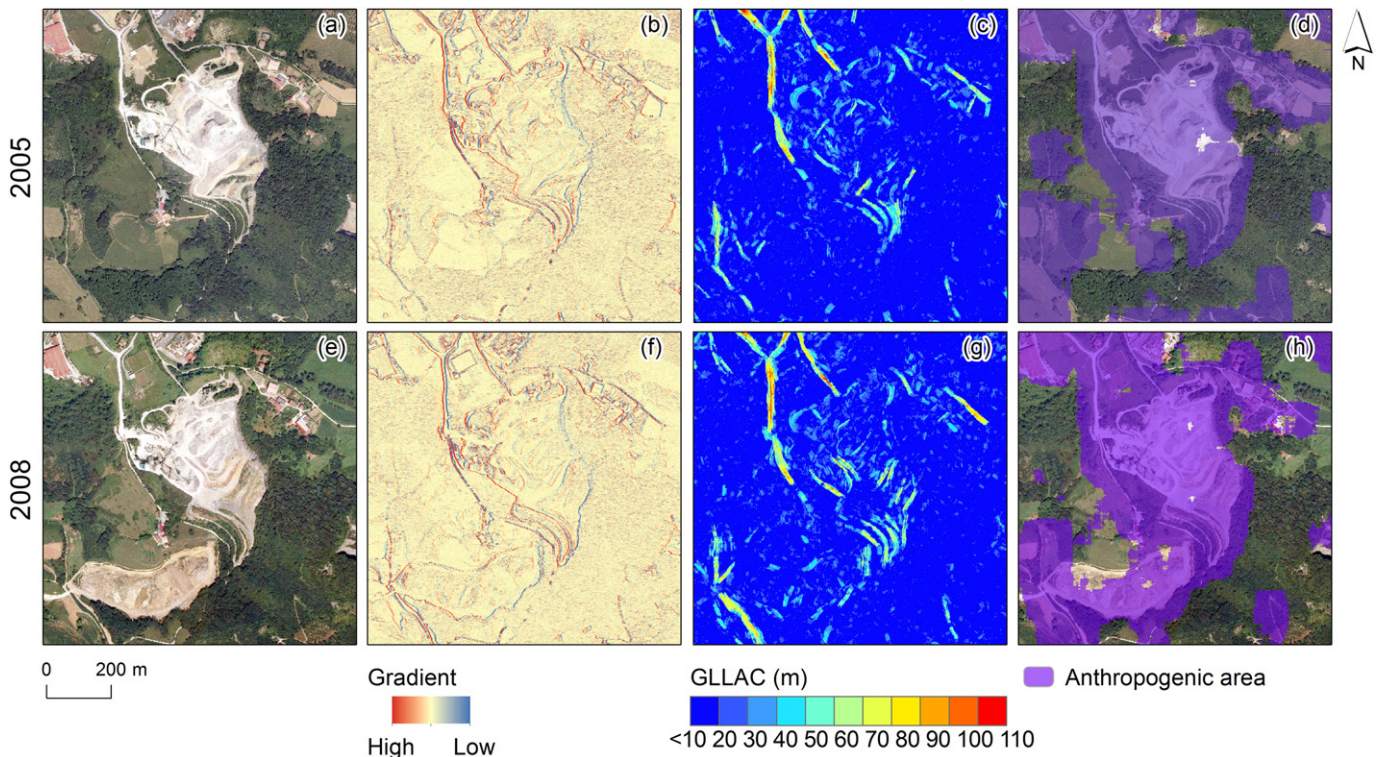 (a) (b) (c) (d)
N
2005
(e) (f) (g) (h)
2008
0 200 m
Gradient
High Low
GLLAC (m)
<10 20 30 40 50 60 70 80 90 100 110
Anthropogenic area